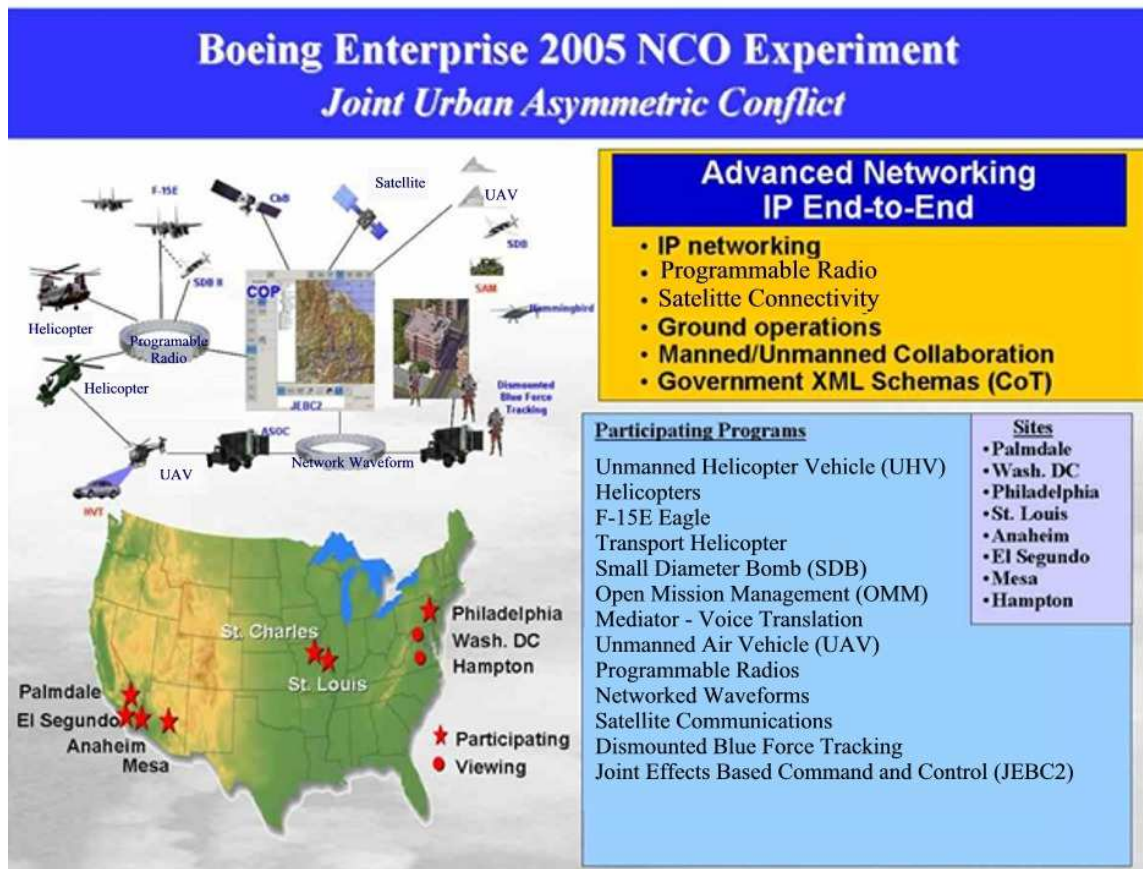 Boeing Enterprise 2005 NCO Experiment
Joint Urban Asymmetric Conflict
F-15E
CbB
Satellite
UAV
SDB
SDB II
COP
SAM
Hummingbird
Helicopter
Programable
Radio
Helicopter
Dismounted
Blue Force
Tracking
JEBC2
ASOC
UAV
Network Waveform
HVT
Advanced Networking
IP End-to-End
• IP networking
• Programmable Radio
• Satelitte Connectivity
• Ground operations
• Manned/Unmanned Collaboration
• Government XML Schemas (CoT)
Participating Programs
Unmanned Helicopter Vehicle (UHV)
Helicopters
F-15E Eagle
Transport Helicopter
Small Diameter Bomb (SDB)
Open Mission Management (OMM)
Mediator - Voice Translation
Unmanned Air Vehicle (UAV)
Programmable Radios
Networked Waveforms
Satellite Communications
Dismounted Blue Force Tracking
Joint Effects Based Command and Control (JEBC2)
Sites
•Palmdale
•Wash. DC
•Philadelphia
•St. Louis
•Anaheim
•El Segundo
•Mesa
•Hampton
St. Charles
St. Louis
Philadelphia
Wash. DC
Hampton
Palmdale
El Segundo
Anaheim
Mesa
Participating
Viewing